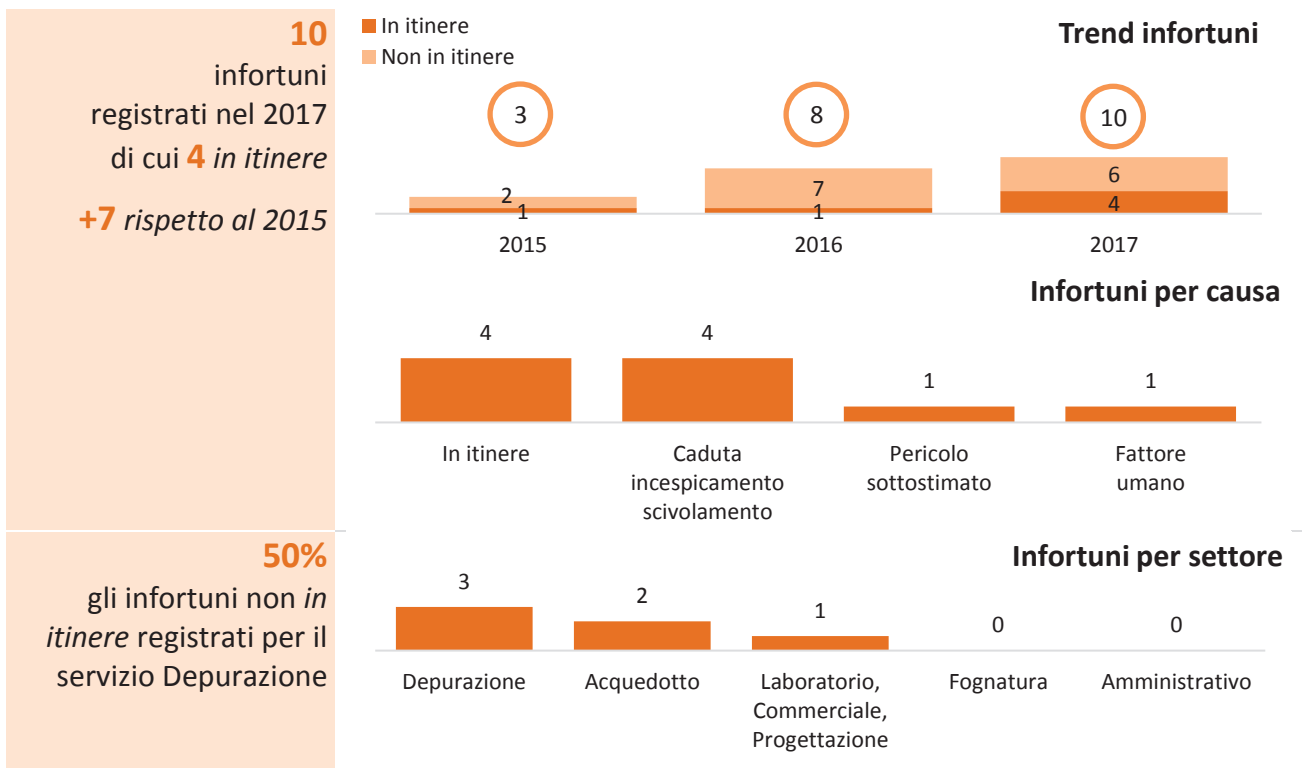 10
infortuni
registrati nel 2017
di cui 4 in itinere
+7 rispetto al 2015
In itinere
Non in itinere
Trend infortuni
3
8
10
2
7
6
1
1
4
2015
2016
2017
Infortuni per causa
4
4
1
1
In itinere
Caduta
incespicamento
scivolamento
Pericolo
sottostimato
Fattore
umano
50%
gli infortuni non in
itinere registrati per il
servizio Depurazione
Infortuni per settore
3
2
1
0
0
Depurazione
Acquedotto
Laboratorio,
Commerciale,
Progettazione
Fognatura
Amministrativo